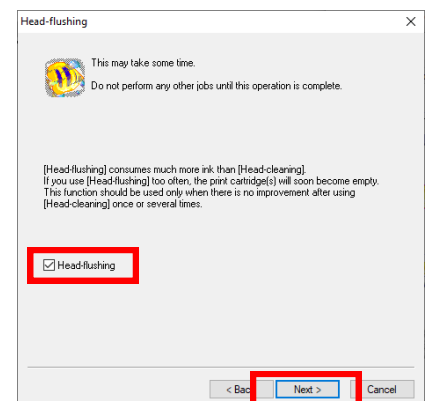 Head-flushing
This may take some time.
Do not perform any other jobs until this operation is complete.
[Head-flushing] consumes much more ink than [Head-cleaning].
If you use [Head-flushing] too often, the print cartridge(s) will soon become empty.
This function should be used only when there is no improvement after using
[Head-cleaning] once or several times.
Head-flushing
< Bac Next > Cancel